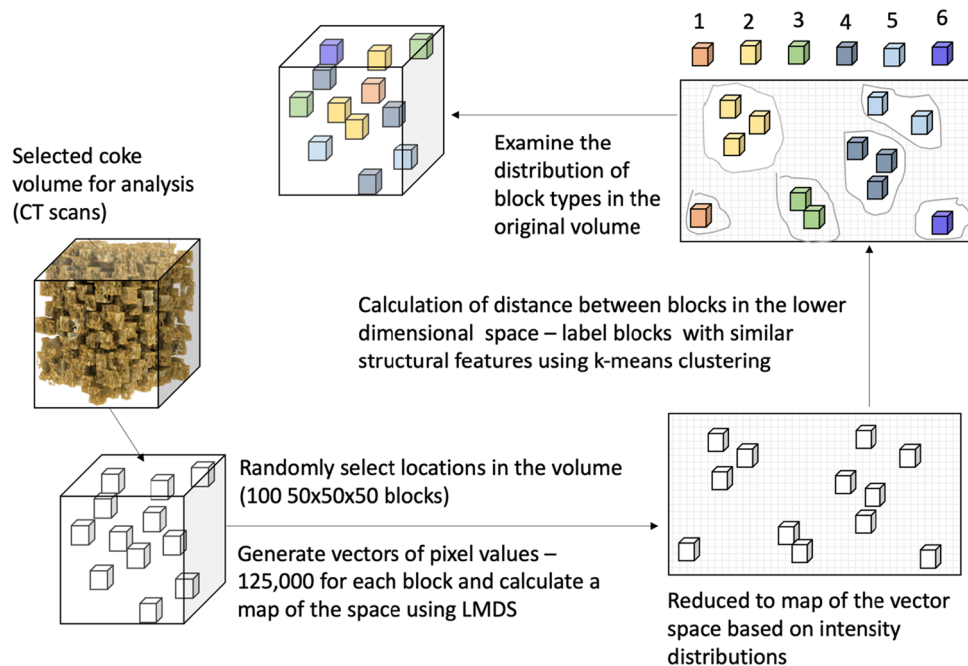 1 2 3 4 5 6
Examine the
distribution of
block types in the
original volume
Selected coke
volume for analysis
(CT scans)
Calculation of distance between blocks in the lower
dimensional space – label blocks with similar
structural features using k-means clustering
Randomly select locations in the volume
(100 50x50x50 blocks)
Generate vectors of pixel values –
125,000 for each block and calculate a
map of the space using LMDS
Reduced to map of the vector
space based on intensity
distributions